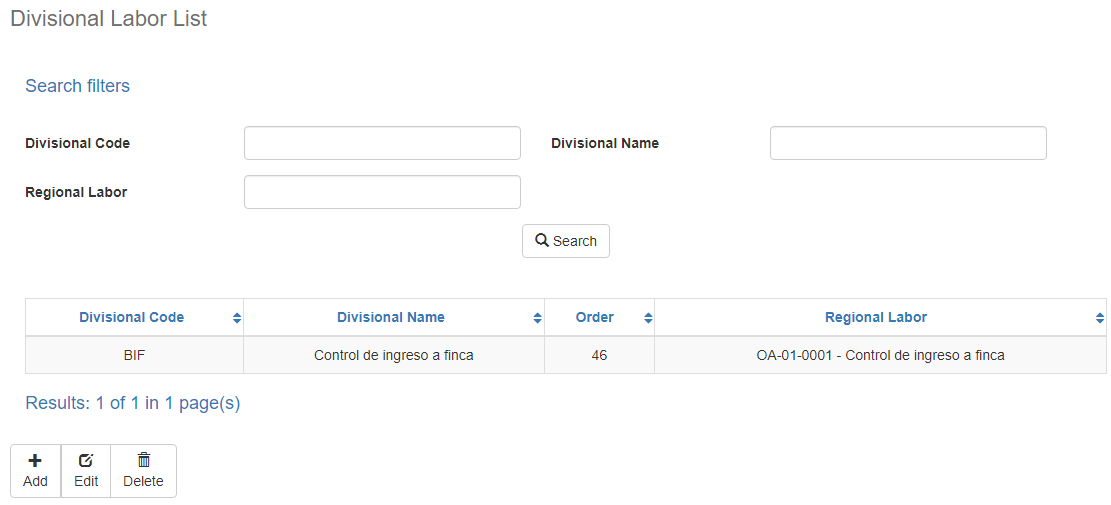 Divisional Labor List
Search filters
Divisional Code Divisional Name
Regional Labor
Search
Divisional Code Divisional Name Order Regional Labor
BIF Control de ingreso a finca 46 OA-01-0001 - Control de ingreso a finca
Results: 1 of 1 in 1 page(s)
Add Edit Delete